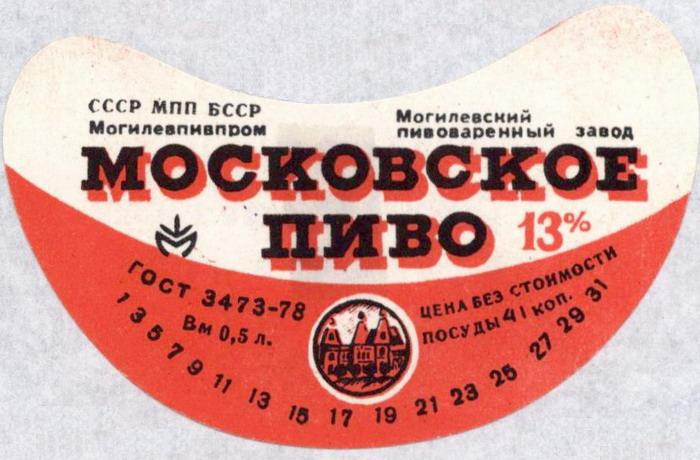 СССР МПП БССР
Могилевпивпром
Могилевский
пивоваренный завод
МОСКОВСКОЕ
ПИВО 13%
ГОСТ 3473-78
Вм 0,5 л.
ЦЕНА БЕЗ СТОИМОСТИ
ПОСУДЫ 41 КОП.
1 3 5 7 9 11 13 15 17 19 21 23 25 27 29 31